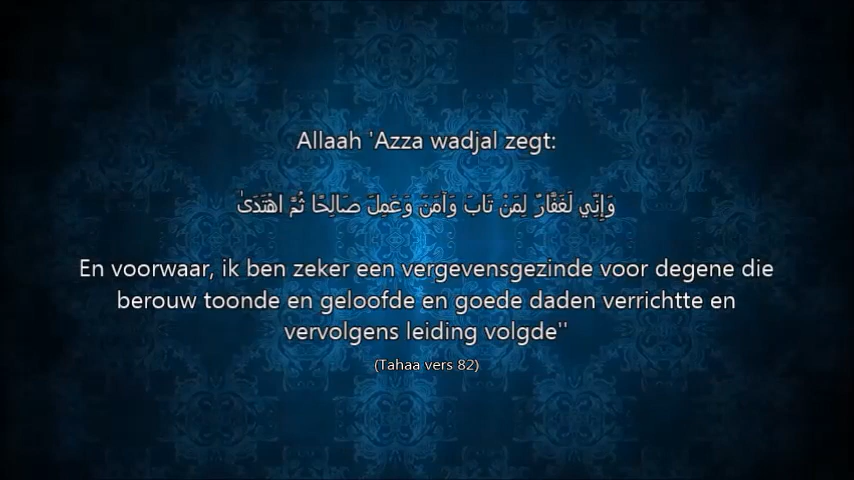 Allaah 'Azza wadjal zegt:
وَإِنِّي لَغَفَّارٌ لِمَنْ تَابَ وَآمَنَ وَعَمِلَ صَالِحًا ثُمَّ اهْتَدَىٰ
En voorwaar, ik ben zeker een vergevensgezinde voor degene die
berouw toonde en geloofde en goede daden verrichtte en
vervolgens leiding volgde''
(Tahaa vers 82)